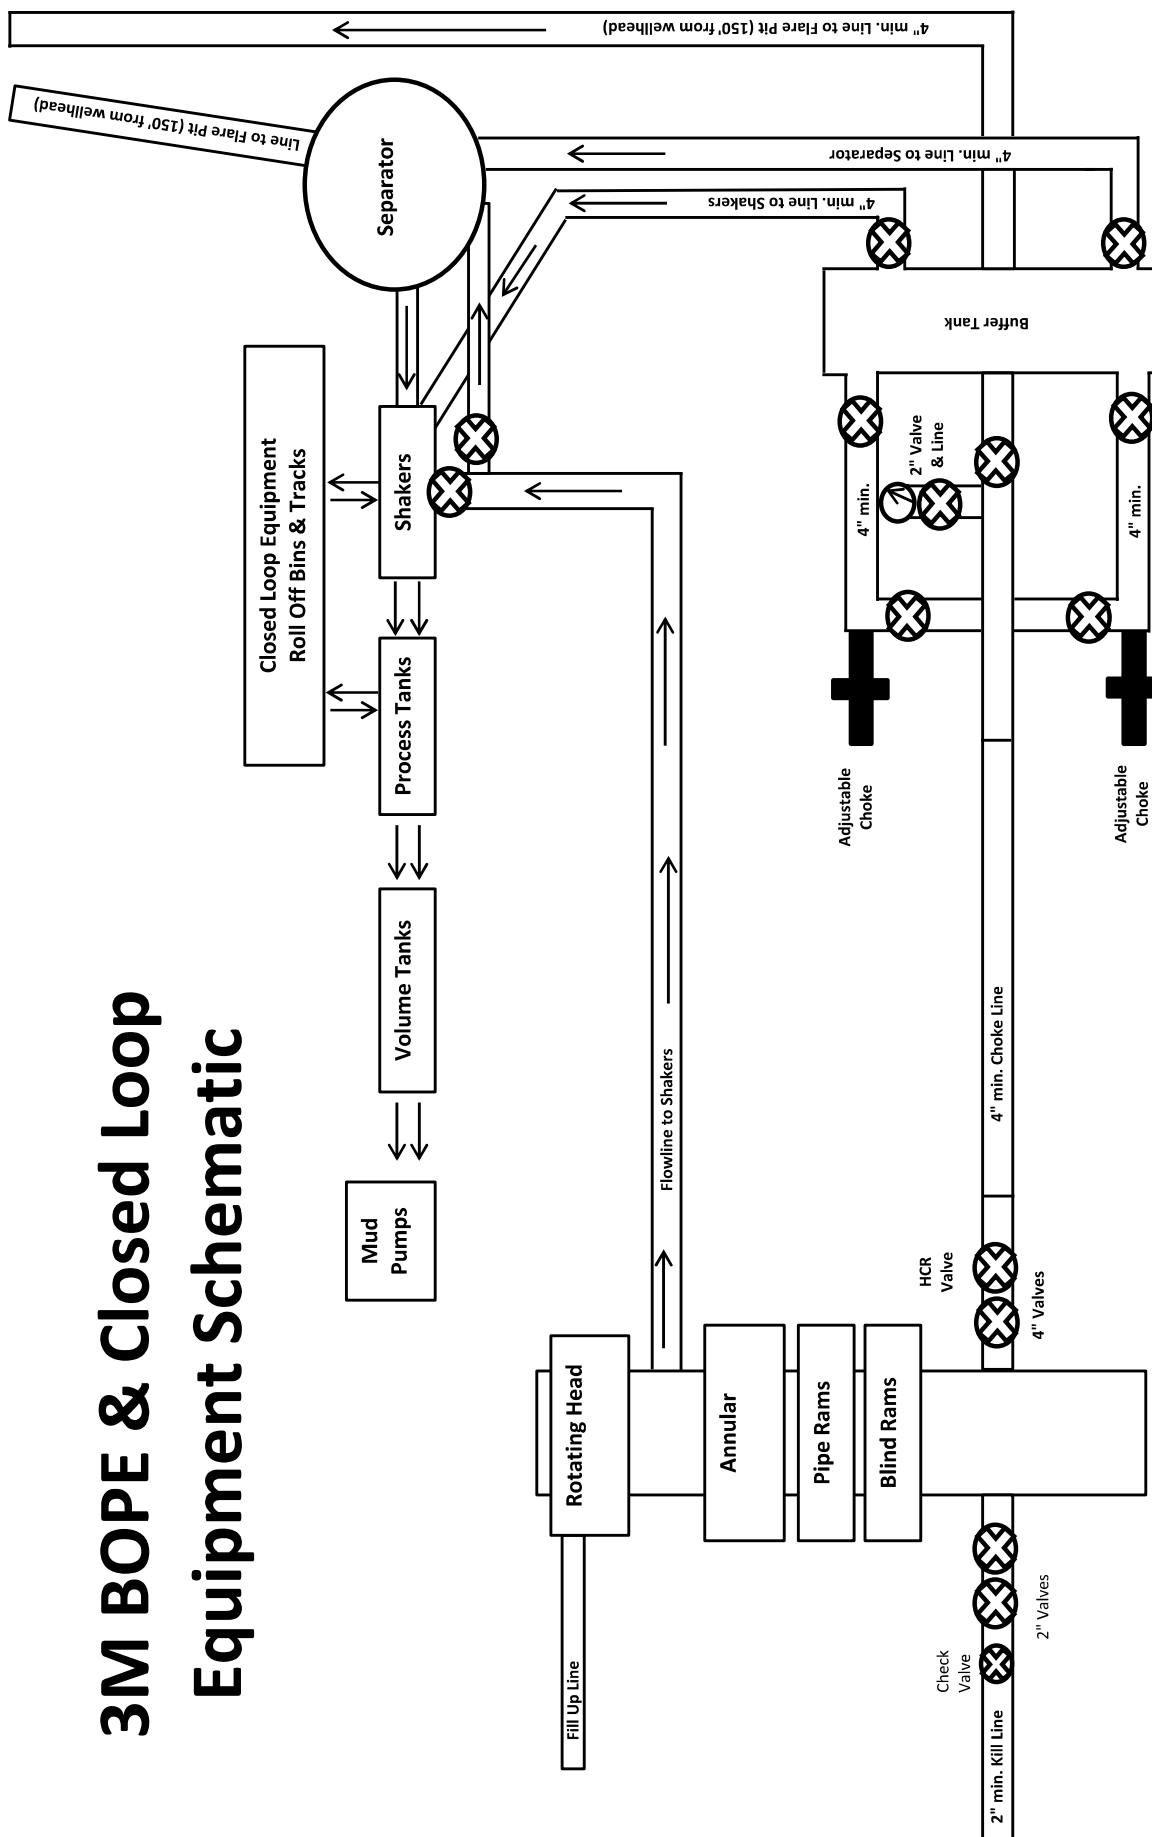 3M BOPE & Closed Loop
Equipment Schematic
4" min. Line to Flare Pit (150' from wellhead)
Line to Flare Pit (150' from wellhead)
Separator
4" min. Line to Separator
4" min. Line to Shakers
Closed Loop Equipment
Roll Off Bins & Tracks
Mud
Pumps
Volume Tanks
Process Tanks
Shakers
Fill Up Line
Rotating Head
Flowline to Shakers
Annular
Pipe Rams
Blind Rams
Adjustable
Choke
4" min.
2" Valve
& Line
Buffer Tank
HCR
Valve
Check
Valve
2" min. Kill Line
4" min. Choke Line
2" Valves
4" Valves
Adjustable
Choke
4" min.